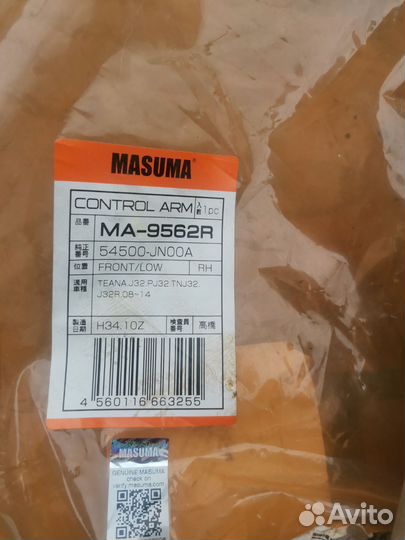 MASUMA®
CONTROL ARM 入数 1pc
品番 MA-9562R
純正番号 54500-JN00A
位置 FRONT/LOW RH
適用車種 TEANA.J32.PJ32.TNJ32.
J32R.08~14
製造日期 H34.10Z 検査員番号 高橋
4 560116 663255
MASUMA
GENUINE MASUMA
check on
verify.masuma.com
Avito